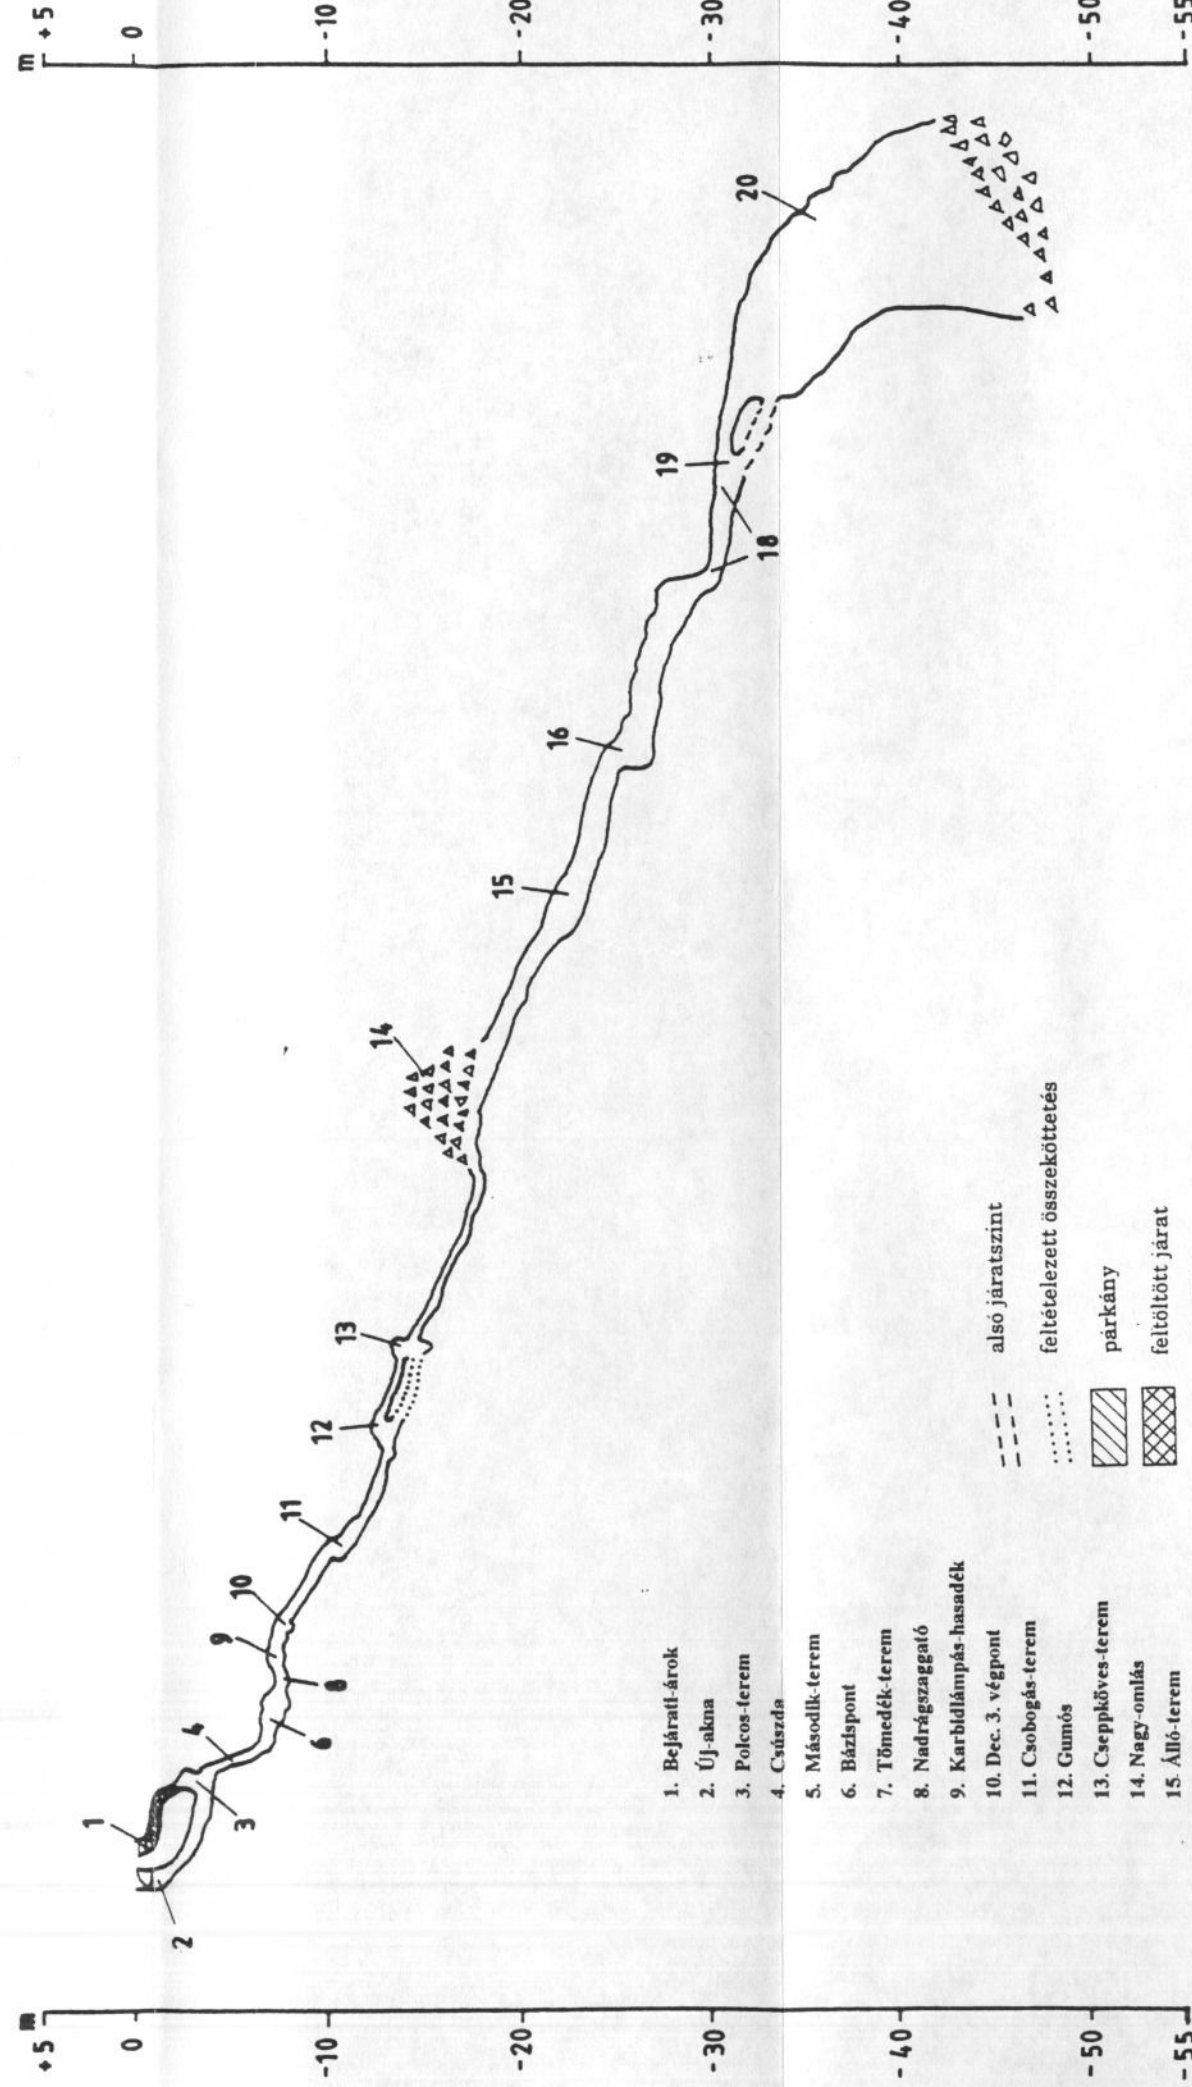 m
+ 5
0
-10
-20
-30
-40
-50
-55
1
2
3
4
6
8
9
10
11
12
13
14
15
16
18
19
20
m
+ 5
0
-10
-20
-30
-40
-50
-55
1. Bejárati-árok
2. Új-akna
3. Polcos-terem
4. Csúszda
5. Második-terem
6. Bázispont
7. Tömedék-terem
8. Nadrágszaggató
9. Karbidlámpás-hasadék
10. Dec. 3. végpont
11. Csobogás-terem
12. Gumós
13. Cseppköves-terem
14. Nagy-omlás
15. Álló-terem
alsó járatszint
feltételezett összeköttetés
párkány
feltöltött járat